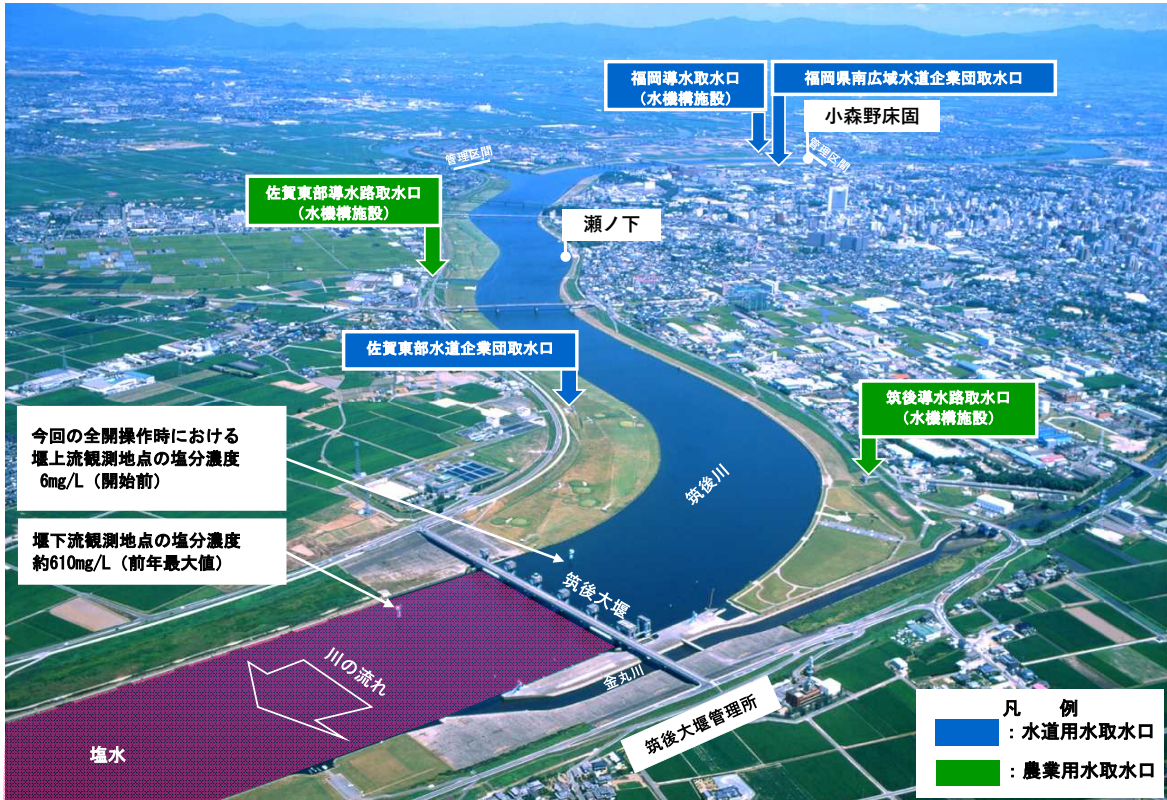 福岡導水取水口
(水機構施設)
福岡県南広域水道企業団取水口
小森野床固
管理区間
管理区間
佐賀東部導水路取水口
(水機構施設)
瀬ノ下
佐賀東部水道企業団取水口
筑後導水路取水口
(水機構施設)
今回の全開操作時における
堰上流観測地点の塩分濃度
6mg/L (開始前)
堰下流観測地点の塩分濃度
約610mg/L (前年最大値)
筑後川
筑後大堰
川の流れ
金丸川
筑後大堰管理所
塩水
凡 例
:水道用水取水口
:農業用水取水口